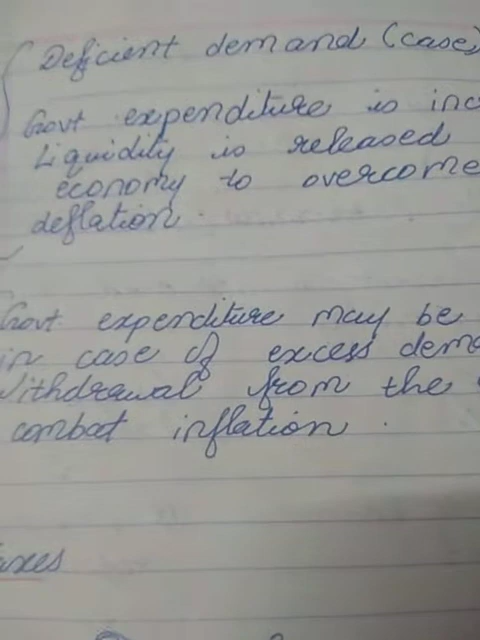 Deficient demand (case)
Govt expenditure is inc
Liquidity is released
economy to overcome
deflation.
Govt expenditure may be
in case of excess dema
Withdrawal from the
combat inflation.
axes